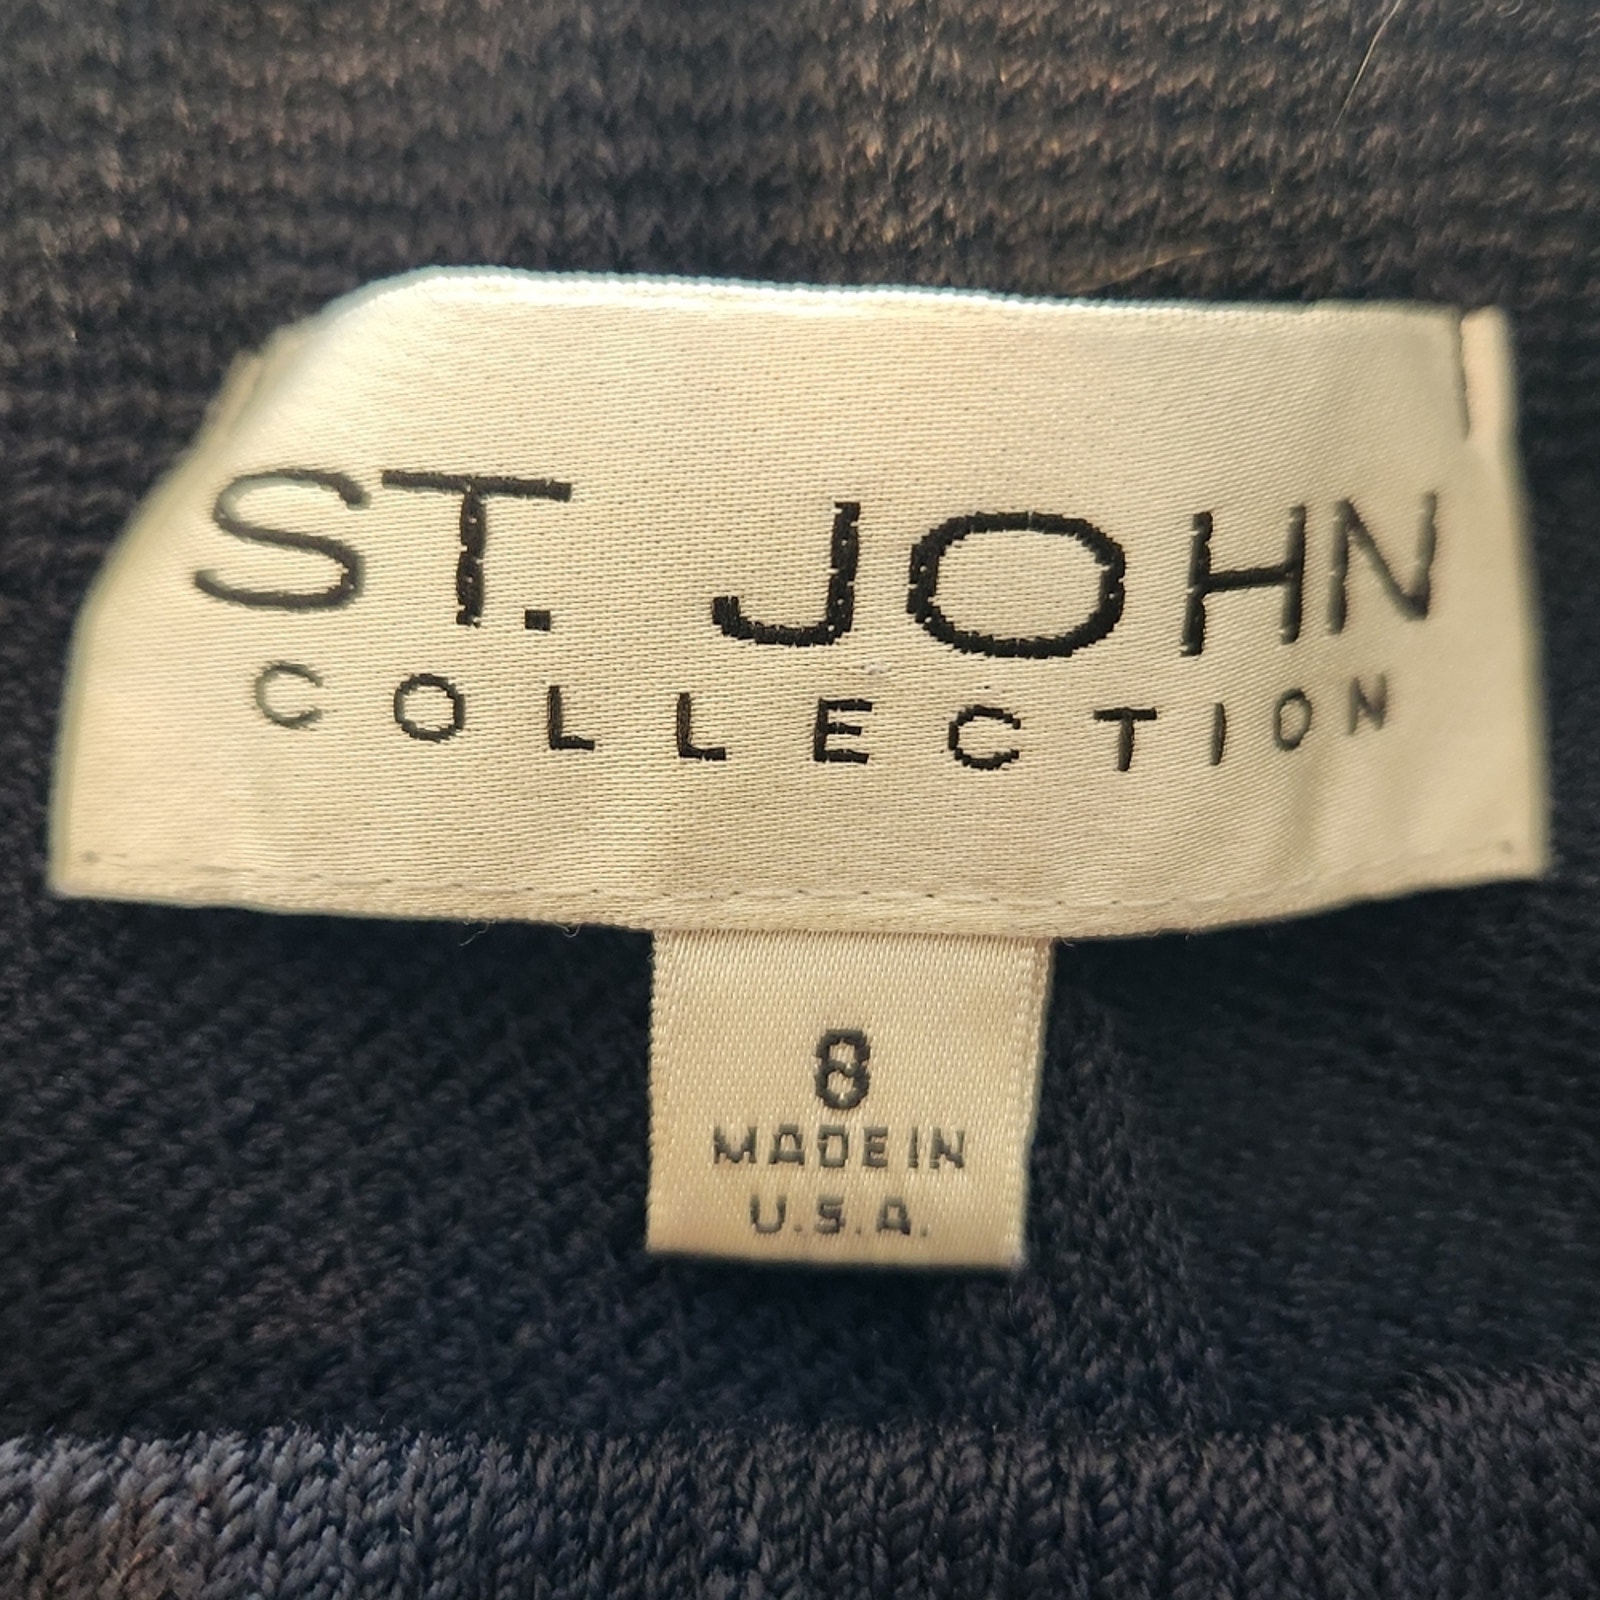 ST. JOHN
COLLECTION
8
MADE IN
U.S.A.